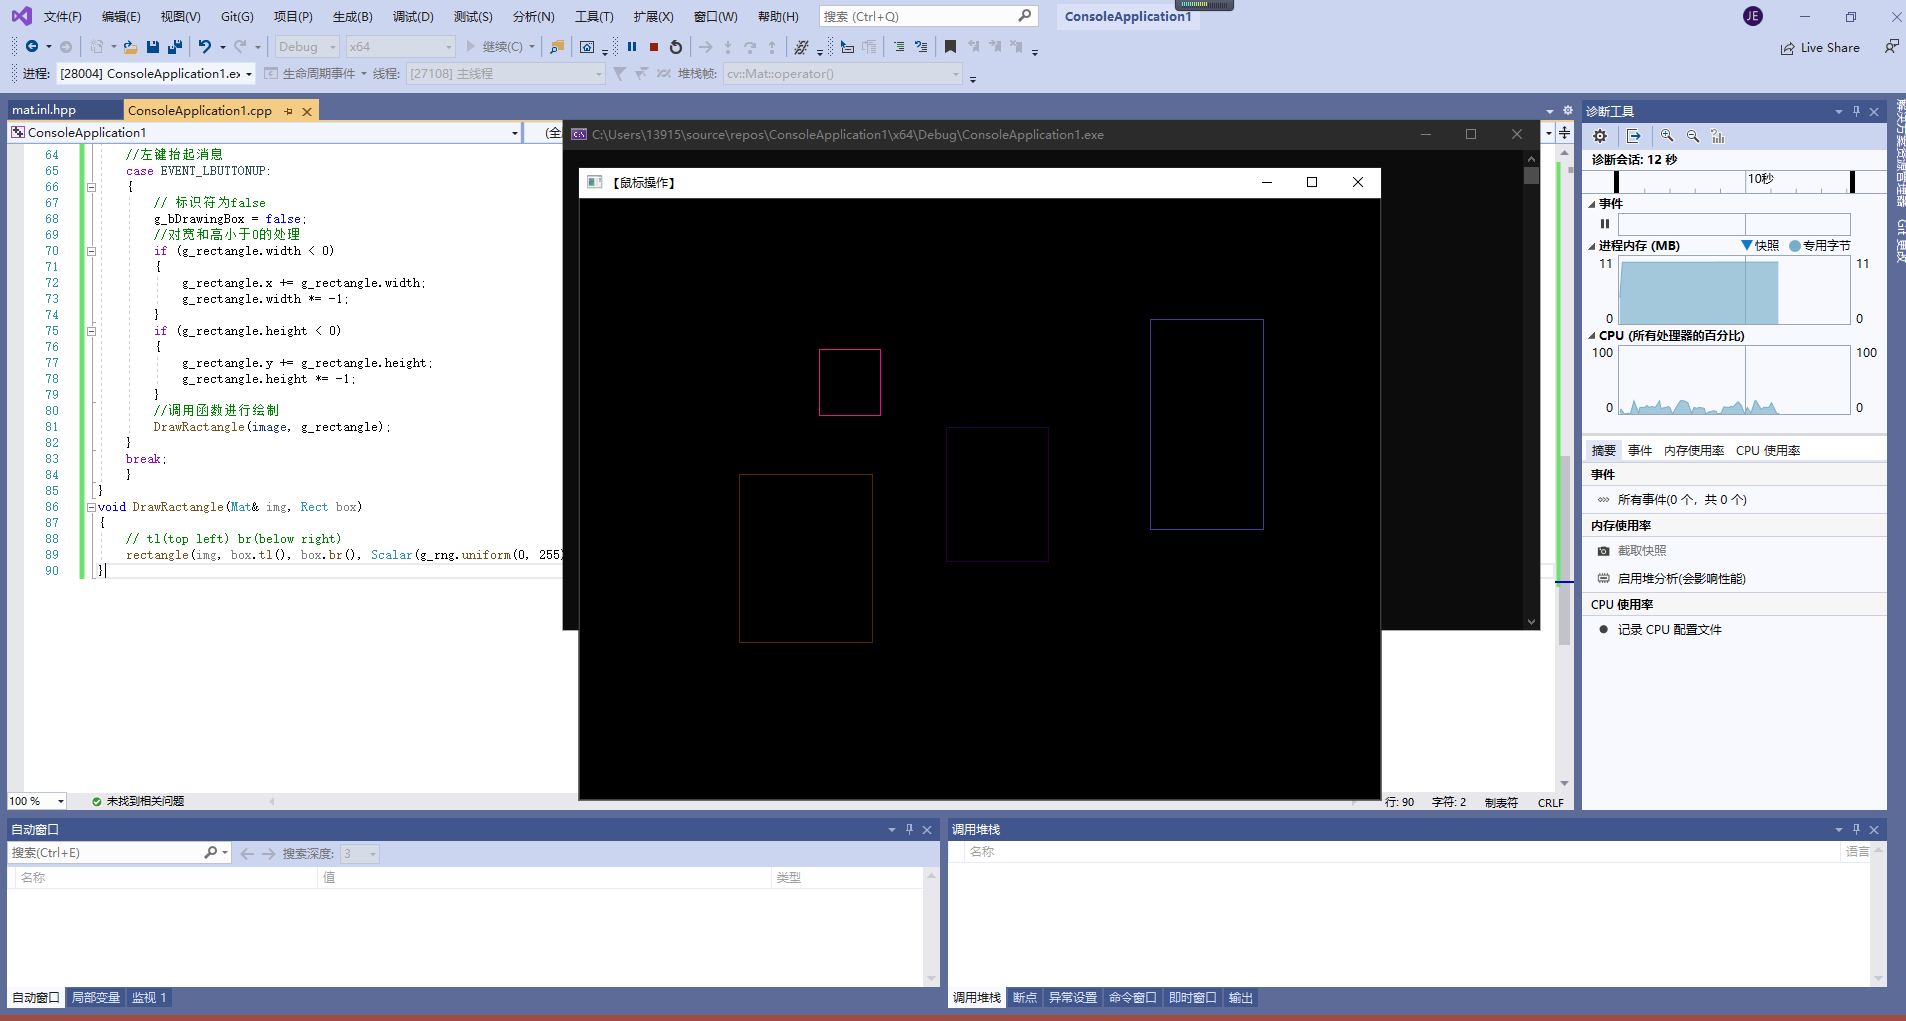 文件(F) 编辑(E) 视图(V) Git(G) 项目(P) 生成(B) 调试(D) 测试(S) 分析(N) 工具(T) 扩展(X) 窗口(W) 帮助(H) 搜索 (Ctrl+Q) ConsoleApplication1 JE
Debug x64 继续(C) Live Share
进程: [28004] ConsoleApplication1.ex 生命周期事件 线程: [27108] 主线程 堆栈帧: cv::Mat::operator()
mat.inl.hpp ConsoleApplication1.cpp
ConsoleApplication1 (全
64 //左键抬起消息
65 case EVENT_LBUTTONUP:
66 {
67 // 标识符为false
68 g_bDrawingBox = false;
69 //对宽和高小于0的处理
70 if (g_rectangle.width < 0)
71 {
72 g_rectangle.x += g_rectangle.width;
73 g_rectangle.width *= -1;
74 }
75 if (g_rectangle.height < 0)
76 {
77 g_rectangle.y += g_rectangle.height;
78 g_rectangle.height *= -1;
79 }
80 //调用函数进行绘制
81 DrawRactangle(image, g_rectangle);
82 }
83 break;
84 }
85 }
86 void DrawRactangle(Mat& img, Rect box)
87 {
88 // tl(top left) br(below right)
89 rectangle(img, box.tl(), box.br(), Scalar(g_rng.uniform(0, 255)
90 }
C:\Users\13915\source\repos\ConsoleApplication1\x64\Debug\ConsoleApplication1.exe
【鼠标操作】
100 % 未找到相关问题 行: 90 字符: 2 制表符 CRLF
诊断工具
诊断会话: 12 秒
10秒
事件
进程内存 (MB) 快照 专用字节
11 11
0 0
CPU (所有处理器的百分比)
100 100
0 0
摘要 事件 内存使用率 CPU 使用率
事件
所有事件(0 个，共 0 个)
内存使用率
截取快照
启用堆分析(会影响性能)
CPU 使用率
记录 CPU 配置文件
解决方案资源管理器
Git 更改
自动窗口
搜索(Ctrl+E) 搜索深度: 3
名称 值 类型
自动窗口 局部变量 监视 1
调用堆栈
名称 语言
调用堆栈 断点 异常设置 命令窗口 即时窗口 输出